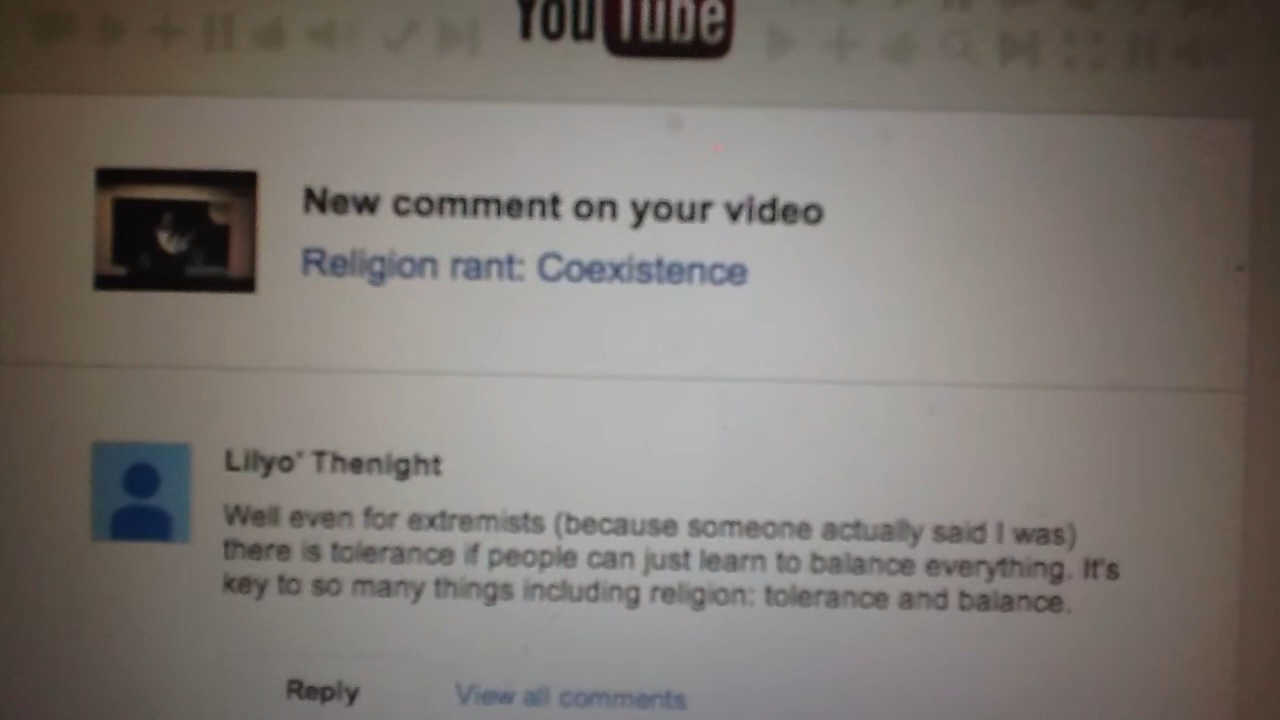 YouTube
New comment on your video
Religion rant: Coexistence
Lilyo' Thenight
Well even for extremists (because someone actually said I was)
there is tolerance if people can just learn to balance everything. It's
key to so many things including religion: tolerance and balance.
Reply
View all comments